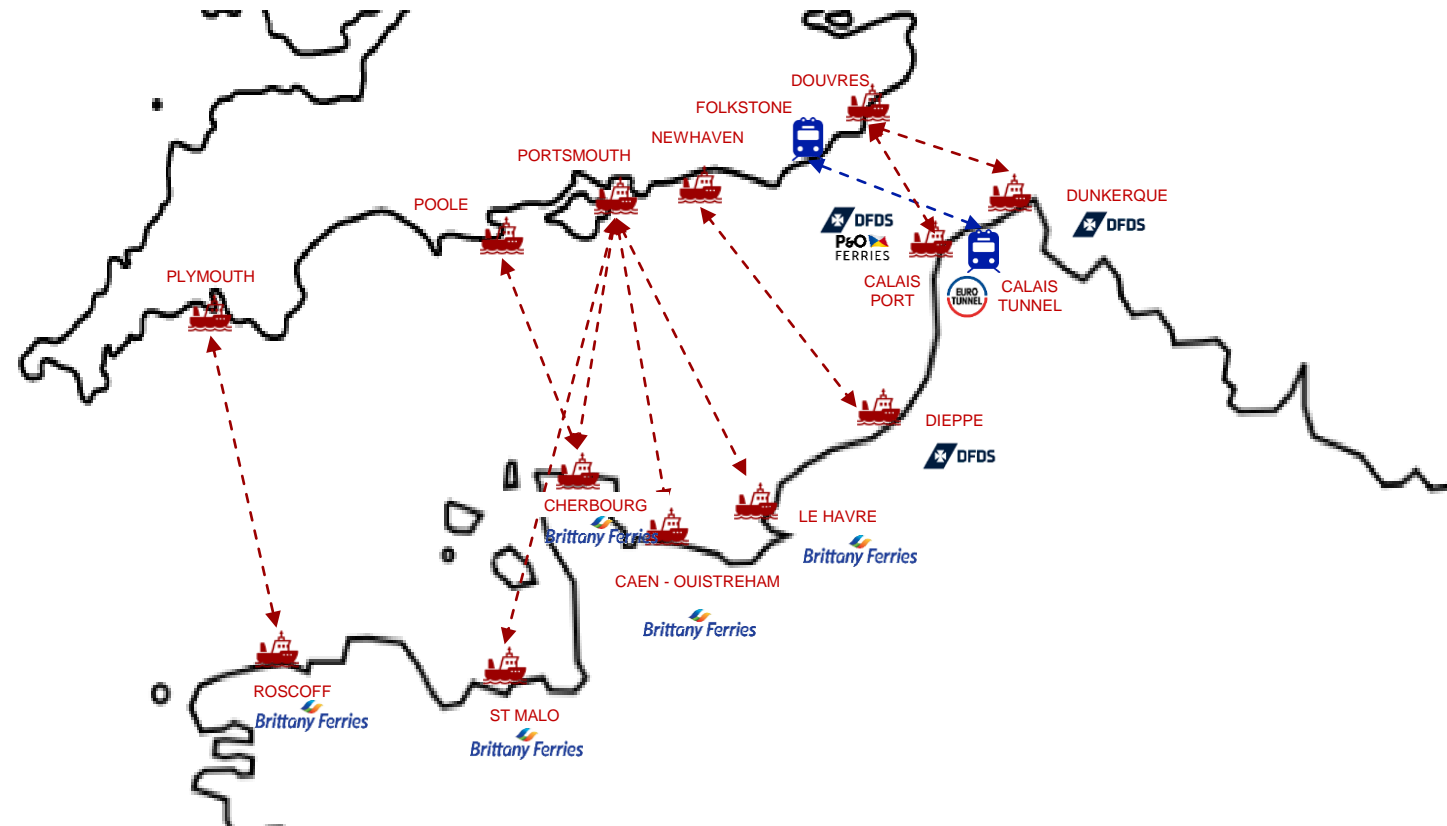 DOUVRES
FOLKSTONE
NEWHAVEN
PORTSMOUTH
POOLE
PLYMOUTH
DUNKERQUE
DFDS
DFDS
P&O
FERRIES
CALAIS
PORT
EURO
TUNNEL
CALAIS
TUNNEL
DIEPPE
DFDS
CHERBOURG
Brittany Ferries
LE HAVRE
Brittany Ferries
CAEN - OUISTREHAM
Brittany Ferries
ROSCOFF
Brittany Ferries
ST MALO
Brittany Ferries